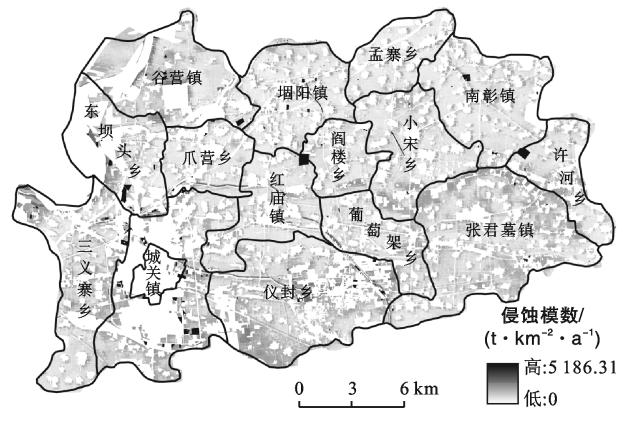 谷营镇
堌阳镇
孟寨乡
南彰镇
东坝头乡
爪营乡
阎楼乡
小宋乡
许河乡
红庙镇
葡萄架乡
张君墓镇
三义寨乡
城关镇
仪封乡
侵蚀模数/
(t·km⁻²·a⁻¹)
高:5 186.31
低:0
0 3 6 km